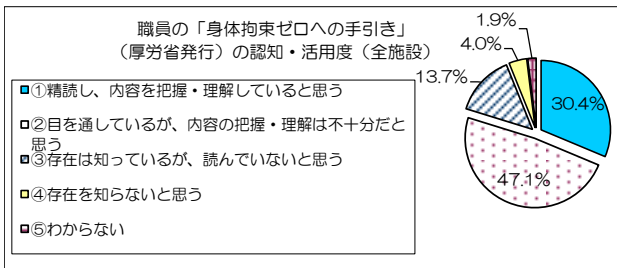 職員の「身体拘束ゼロへの手引き」
（厚労省発行）の認知・活用度（全施設）
①精読し、内容を把握・理解していると思う
②目を通しているが、内容の把握・理解は不十分だと
思う
③存在は知っているが、読んでいないと思う
④存在を知らないと思う
⑤わからない
1.9%
4.0%
13.7%
30.4%
47.1%